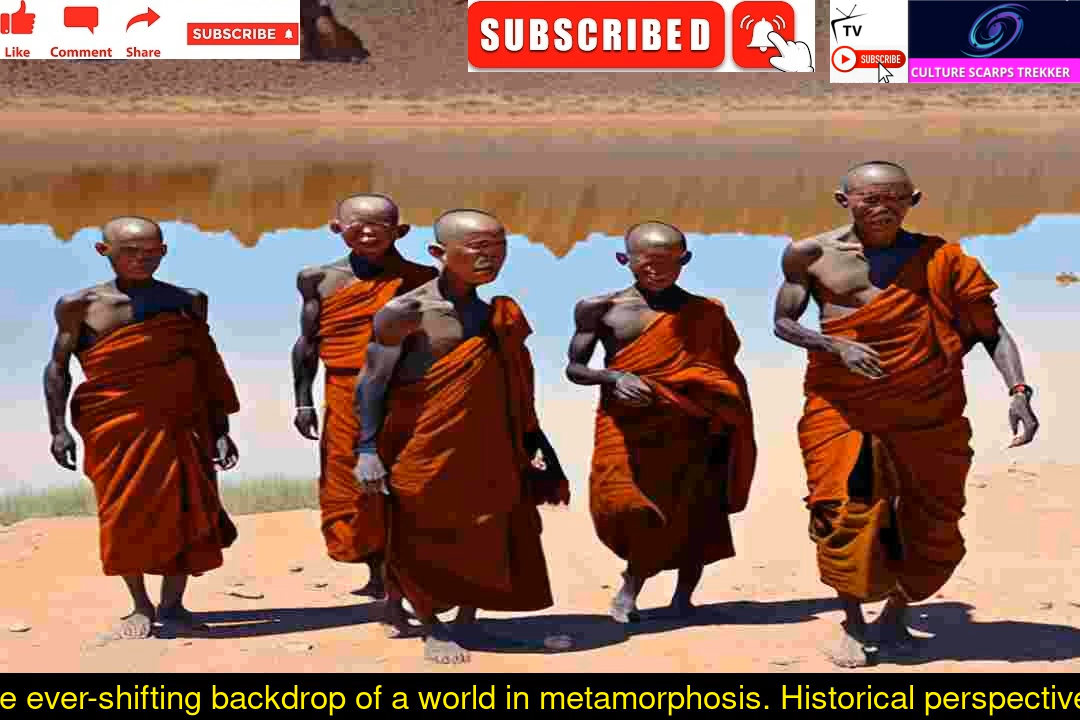 Like Comment Share
SUBSCRIBE
SUBSCRIBED
TV
SUBSCRIBE
CULTURE SCARPS TREKKER
e ever-shifting backdrop of a world in metamorphosis. Historical perspective